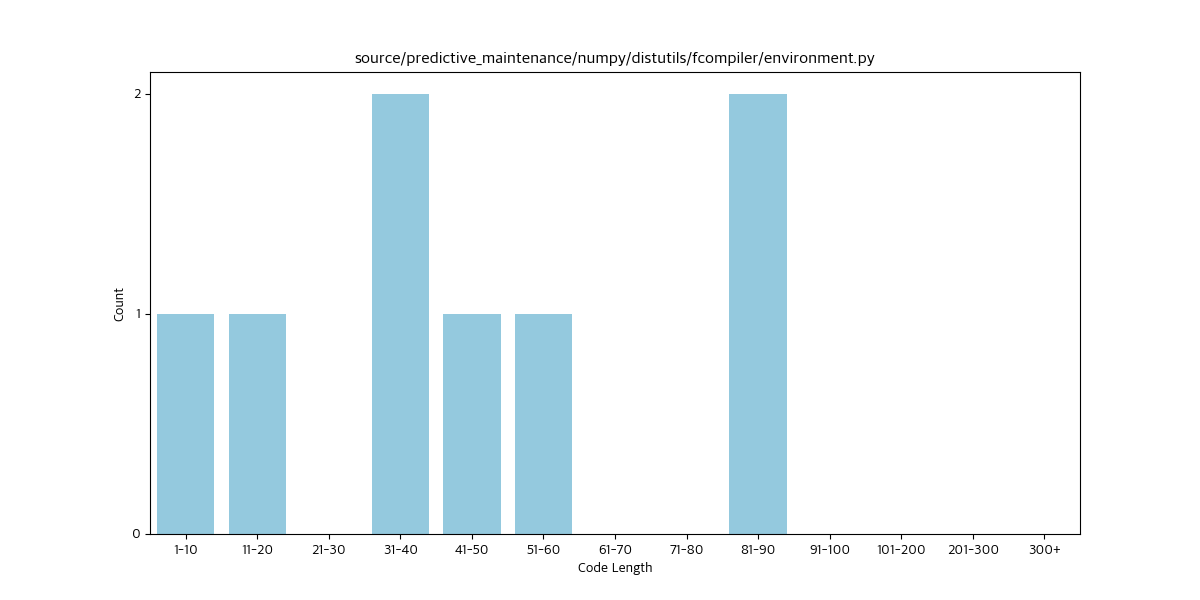 source/predictive_maintenance/numpy/distutils/fcompiler/environment.py
2
1
0
Count
1-10 11-20 21-30 31-40 41-50 51-60 61-70 71-80 81-90 91-100 101-200 201-300 300+
Code Length